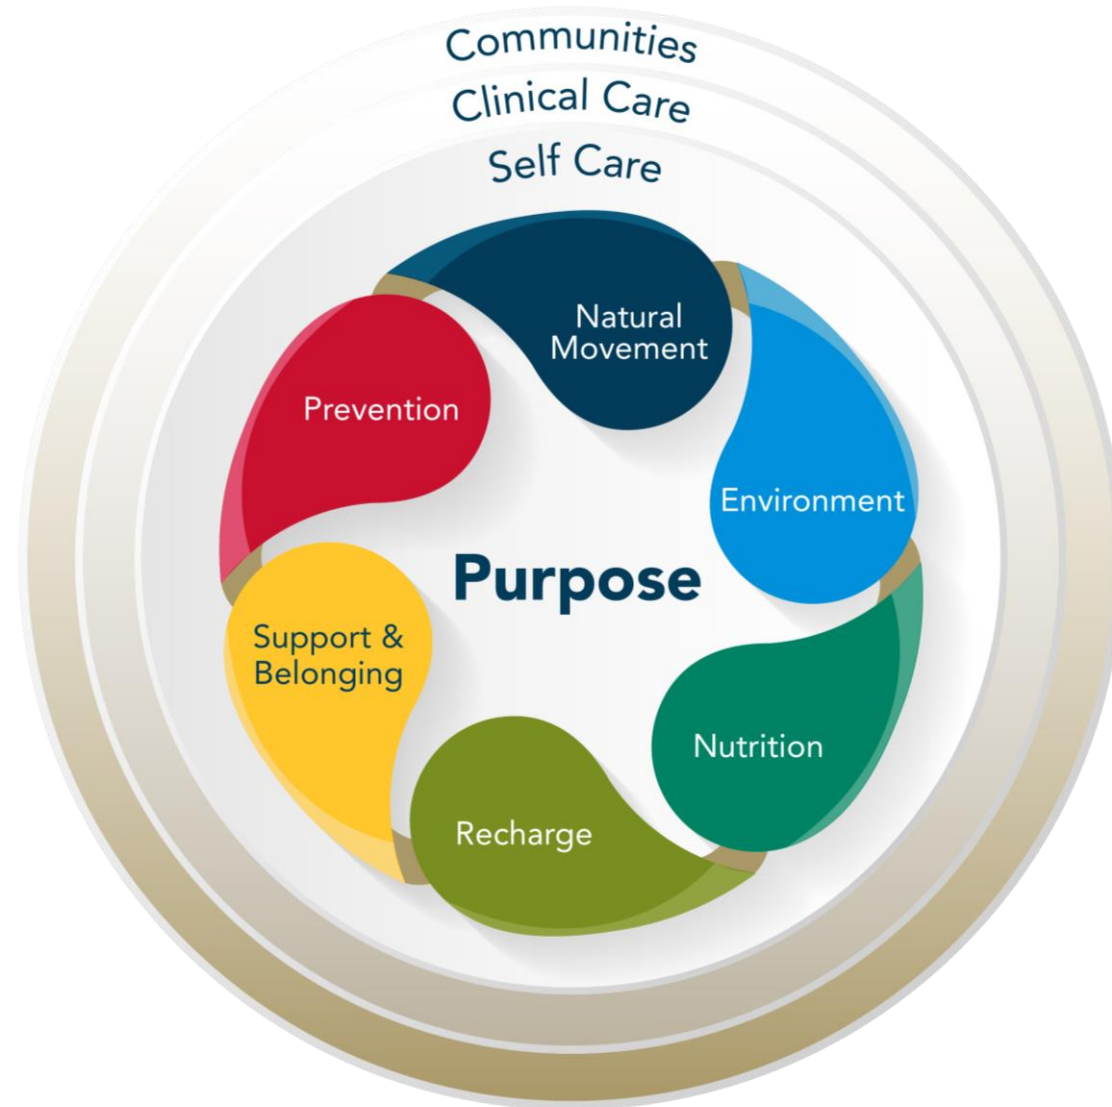 Communities
Clinical Care
Self Care
Natural
Movement
Prevention
Environment
Purpose
Support &
Belonging
Nutrition
Recharge